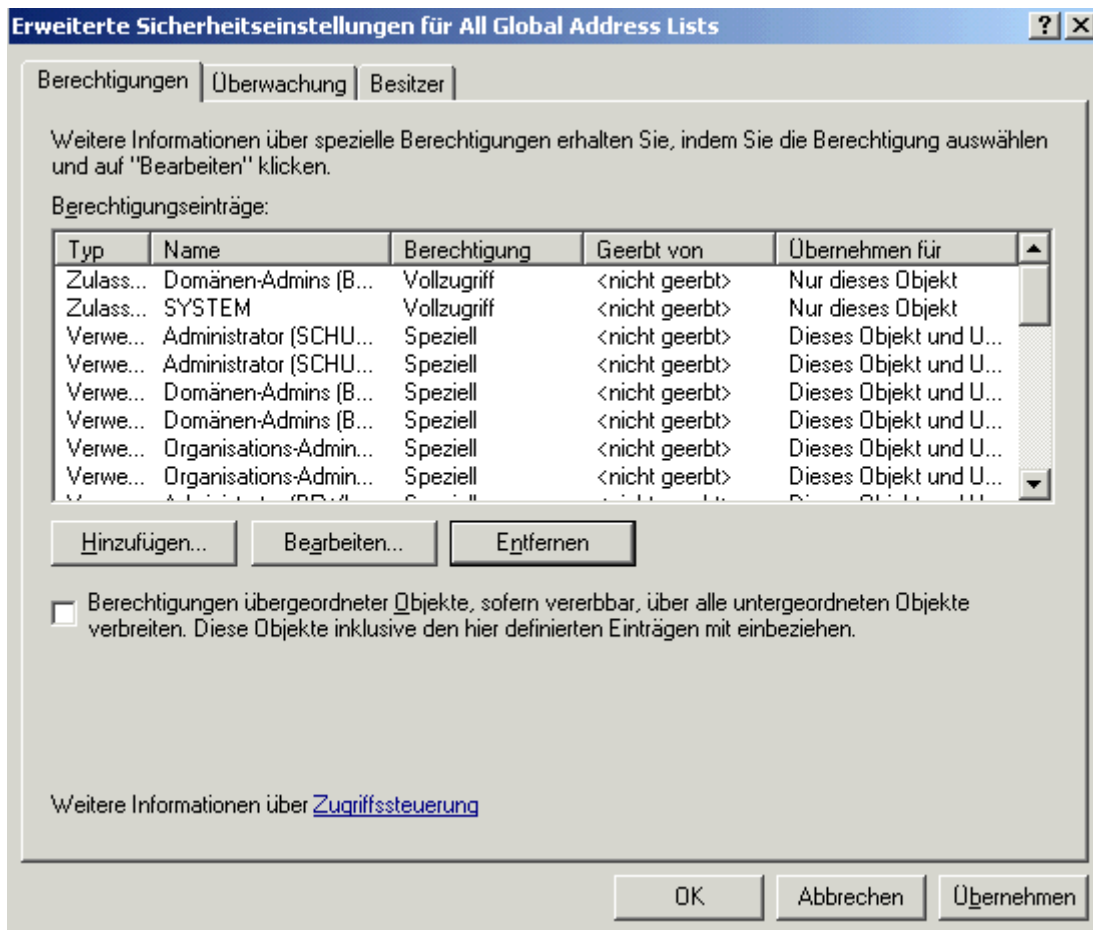 Erweiterte Sicherheitseinstellungen für All Global Address Lists
Berechtigungen Überwachung Besitzer
Weitere Informationen über spezielle Berechtigungen erhalten Sie, indem Sie die Berechtigung auswählen
und auf "Bearbeiten" klicken.
Berechtigungseinträge:
Typ Name Berechtigung Geerbt von Übernehmen für
Zulass... Domänen-Admins (B... Vollzugriff <nicht geerbt> Nur dieses Objekt
Zulass... SYSTEM Vollzugriff <nicht geerbt> Nur dieses Objekt
Verwe... Administrator (SCHU... Speziell <nicht geerbt> Dieses Objekt und U...
Verwe... Administrator (SCHU... Speziell <nicht geerbt> Dieses Objekt und U...
Verwe... Domänen-Admins (B... Speziell <nicht geerbt> Dieses Objekt und U...
Verwe... Domänen-Admins (B... Speziell <nicht geerbt> Dieses Objekt und U...
Verwe... Organisations-Admin... Speziell <nicht geerbt> Dieses Objekt und U...
Verwe... Organisations-Admin... Speziell <nicht geerbt> Dieses Objekt und U...
Hinzufügen... Bearbeiten... Entfernen
Berechtigungen übergeordneter Objekte, sofern vererbbar, über alle untergeordneten Objekte
verbreiten. Diese Objekte inklusive den hier definierten Einträgen mit einbeziehen.
Weitere Informationen über Zugriffssteuerung
OK Abbrechen Übernehmen